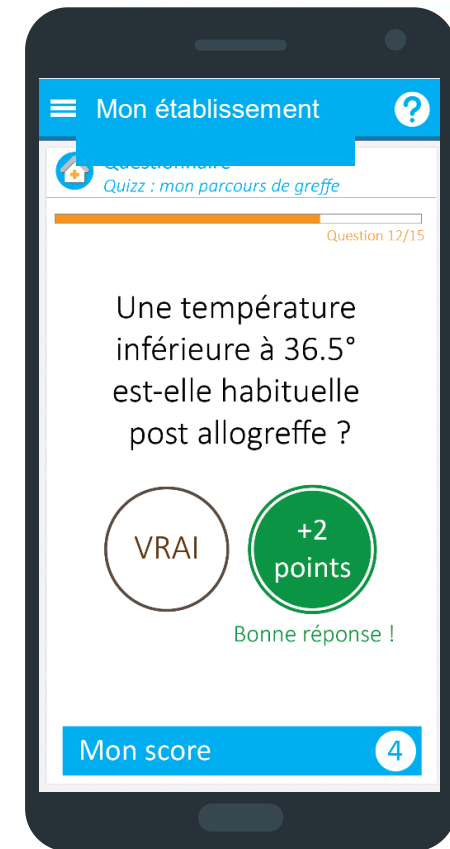 Mon établissement
?
Questionnaire
Quizz : mon parcours de greffe
Question 12/15
Une température
inférieure à 36.5°
est-elle habituelle
post allogreffe ?
VRAI
+2
points
Bonne réponse !
Mon score
4